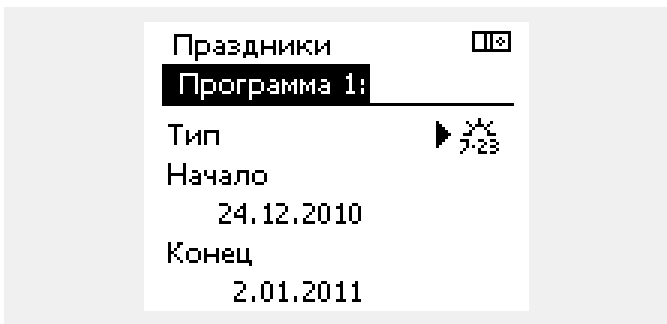 Праздники
Программа 1:
Тип 7-23
Начало
24.12.2010
Конец
2.01.2011